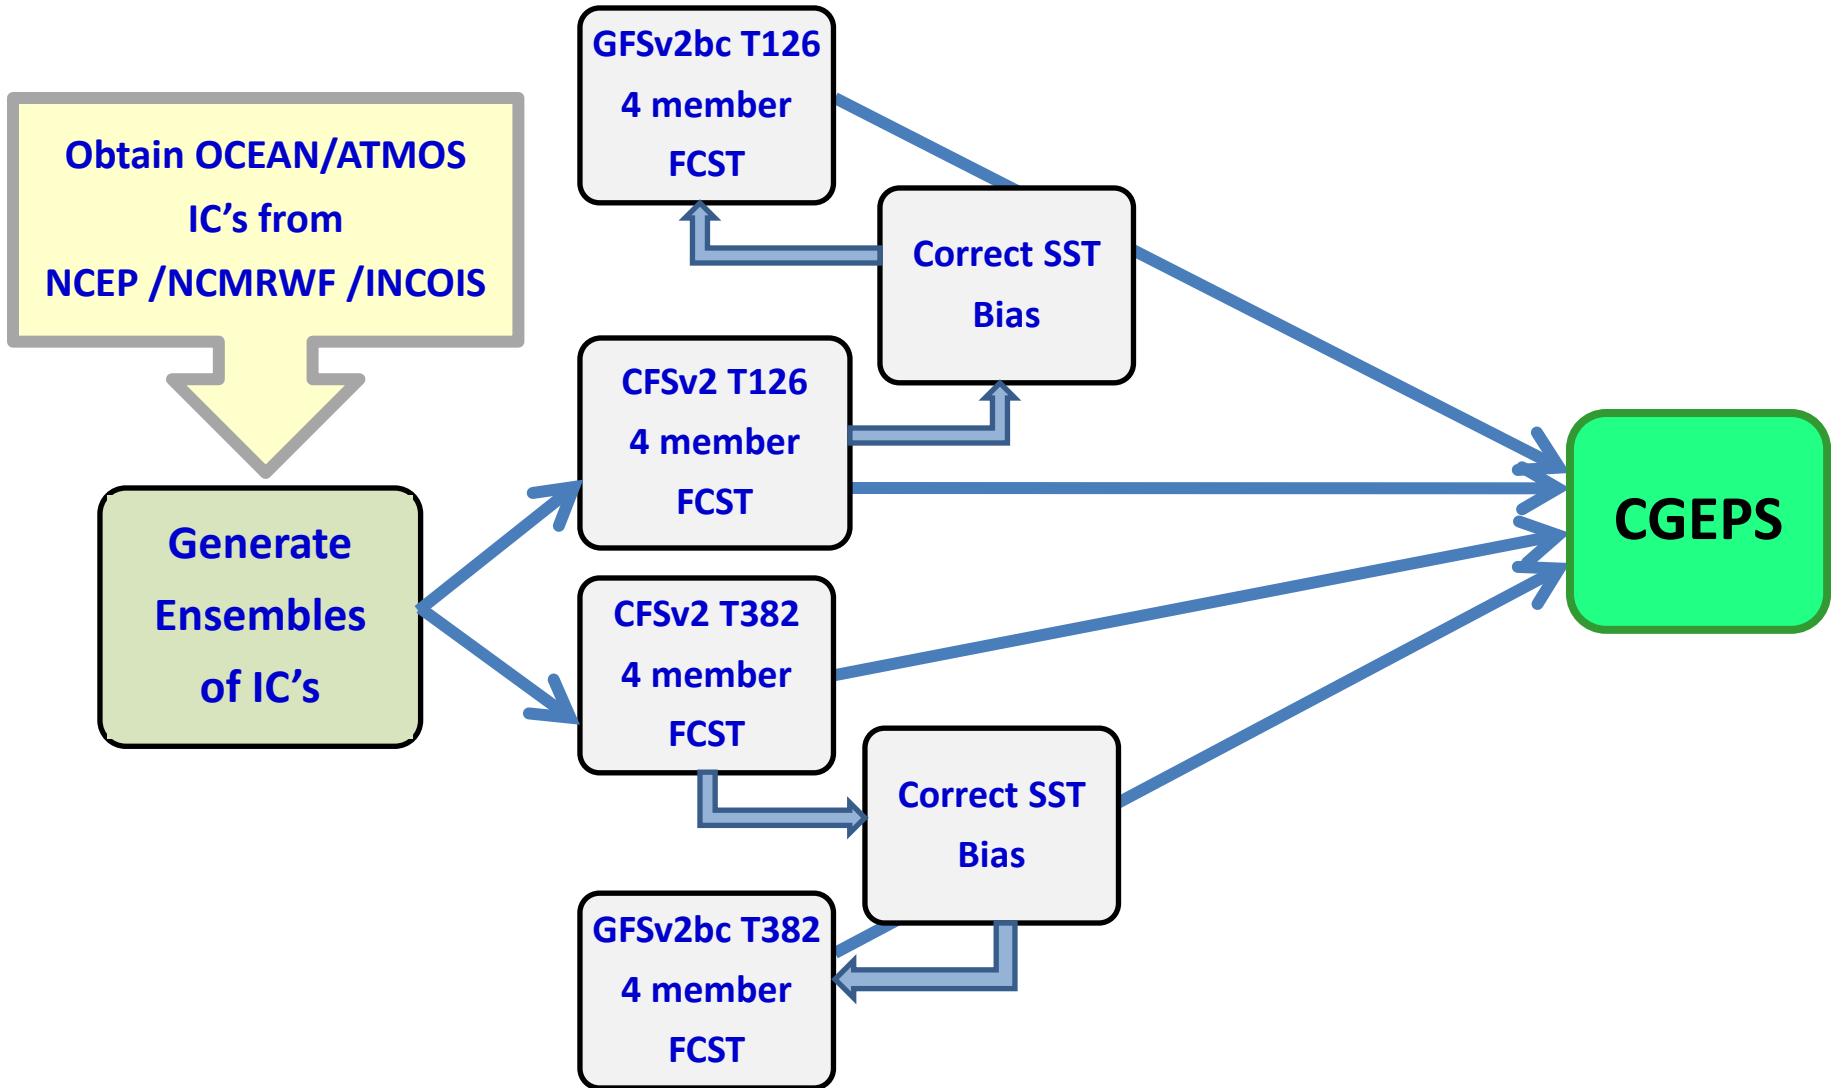 Obtain OCEAN/ATMOS
IC’s from
NCEP /NCMRWF /INCOIS
Generate
Ensembles
of IC’s
GFSv2bc T126
4 member
FCST
Correct SST
Bias
CFSv2 T126
4 member
FCST
CFSv2 T382
4 member
FCST
Correct SST
Bias
GFSv2bc T382
4 member
FCST
CGEPS